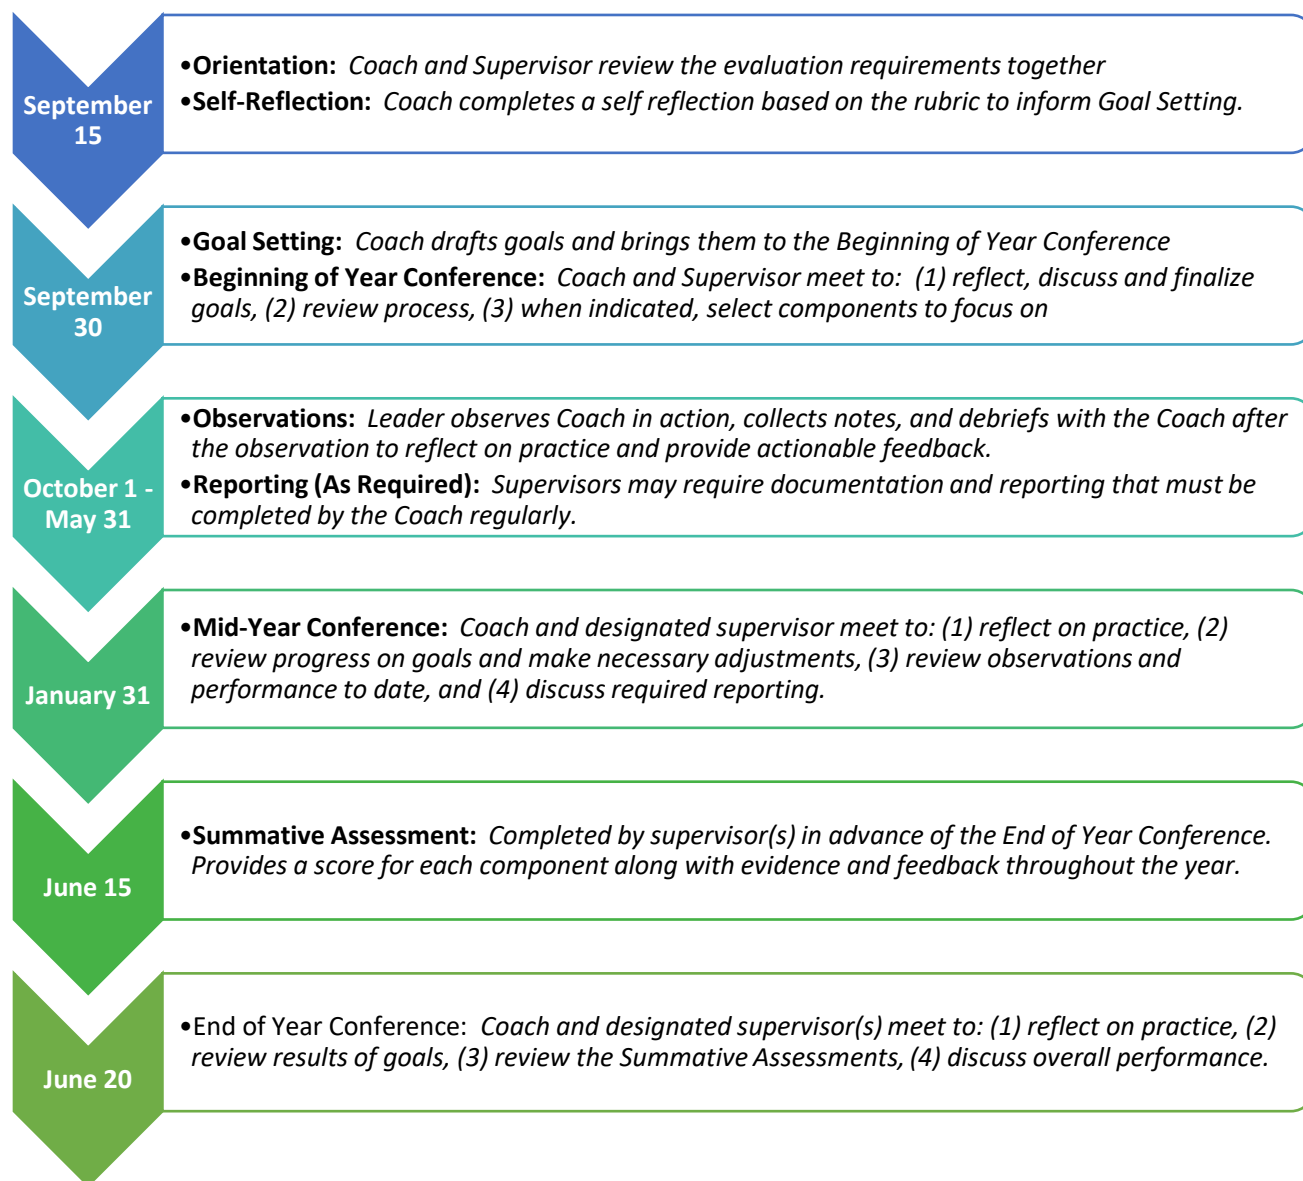 September
15
•Orientation: Coach and Supervisor review the evaluation requirements together
•Self-Reflection: Coach completes a self reflection based on the rubric to inform Goal Setting.
September
30
•Goal Setting: Coach drafts goals and brings them to the Beginning of Year Conference
•Beginning of Year Conference: Coach and Supervisor meet to: (1) reflect, discuss and finalize
goals, (2) review process, (3) when indicated, select components to focus on
October 1 -
May 31
•Observations: Leader observes Coach in action, collects notes, and debriefs with the Coach after
the observation to reflect on practice and provide actionable feedback.
•Reporting (As Required): Supervisors may require documentation and reporting that must be
completed by the Coach regularly.
January 31
•Mid-Year Conference: Coach and designated supervisor meet to: (1) reflect on practice, (2)
review progress on goals and make necessary adjustments, (3) review observations and
performance to date, and (4) discuss required reporting.
June 15
•Summative Assessment: Completed by supervisor(s) in advance of the End of Year Conference.
Provides a score for each component along with evidence and feedback throughout the year.
June 20
•End of Year Conference: Coach and designated supervisor(s) meet to: (1) reflect on practice, (2)
review results of goals, (3) review the Summative Assessments, (4) discuss overall performance.